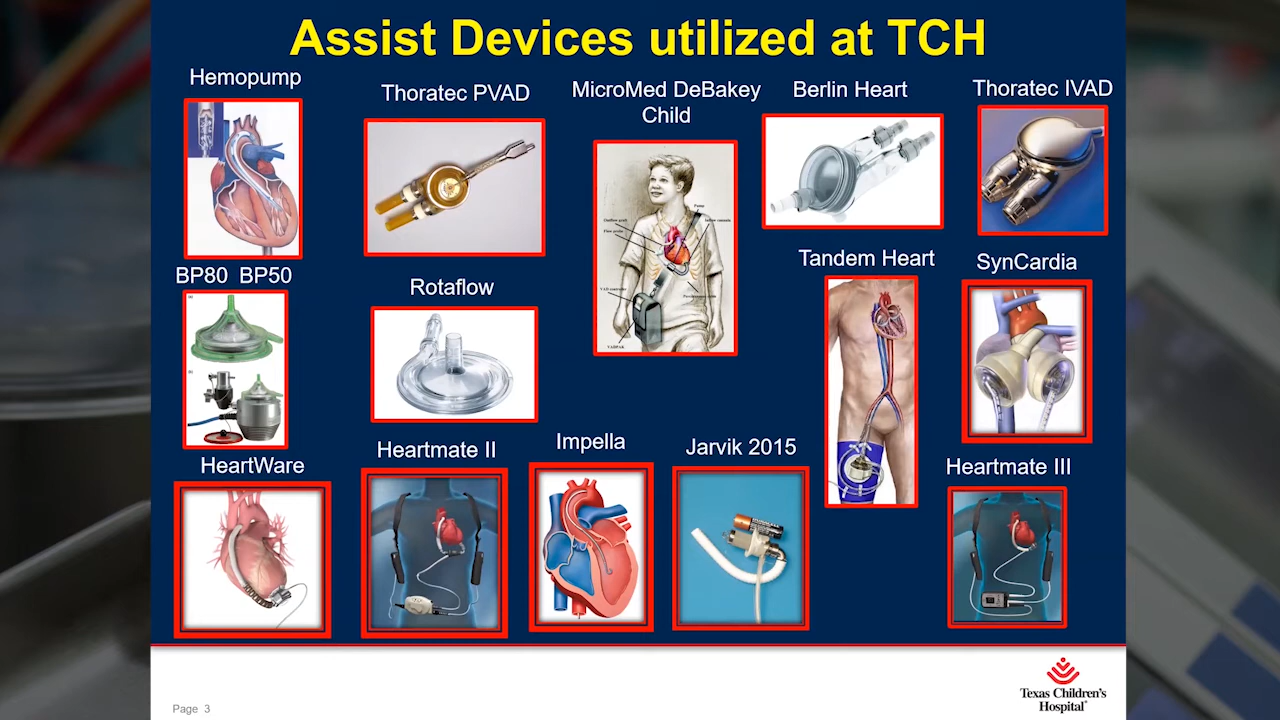 Assist Devices utilized at TCH
Hemopump
Thoratec PVAD
MicroMed DeBakey
Child
Berlin Heart
Thoratec IVAD
Pump
BP80 BP50
Rotaflow
Tandem Heart
SynCardia
HeartWare
Heartmate II
Impella
Jarvik 2015
Heartmate III
Page 3
Texas Children's
Hospital